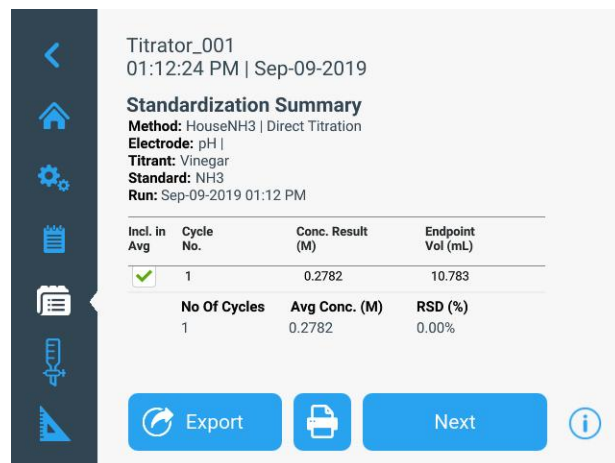 Titrator_001
01:12:24 PM | Sep-09-2019
Standardization Summary
Method: HouseNH3 | Direct Titration
Electrode: pH |
Titrant: Vinegar
Standard: NH3
Run: Sep-09-2019 01:12 PM
Incl. in Avg Cycle No. Conc. Result (M) Endpoint Vol (mL)
1 0.2782 10.783
No Of Cycles Avg Conc. (M) RSD (%)
1 0.2782 0.00%
Export Next